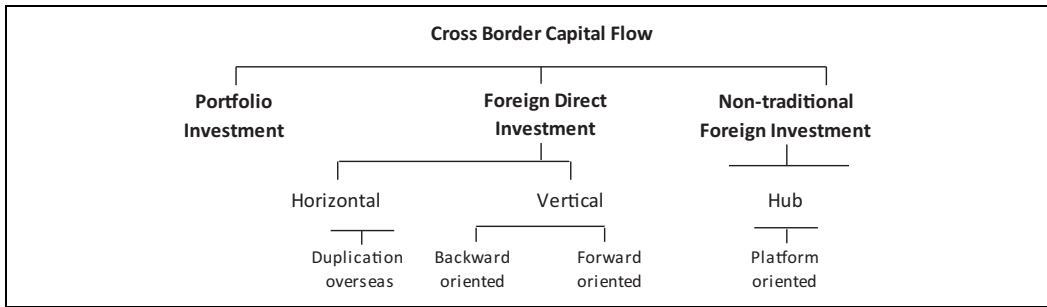 Cross Border Capital Flow
Portfolio
Investment
Foreign Direct
Investment
Non-traditional
Foreign Investment
Horizontal
Vertical
Hub
Duplication
overseas
Backward
oriented
Forward
oriented
Platform
oriented